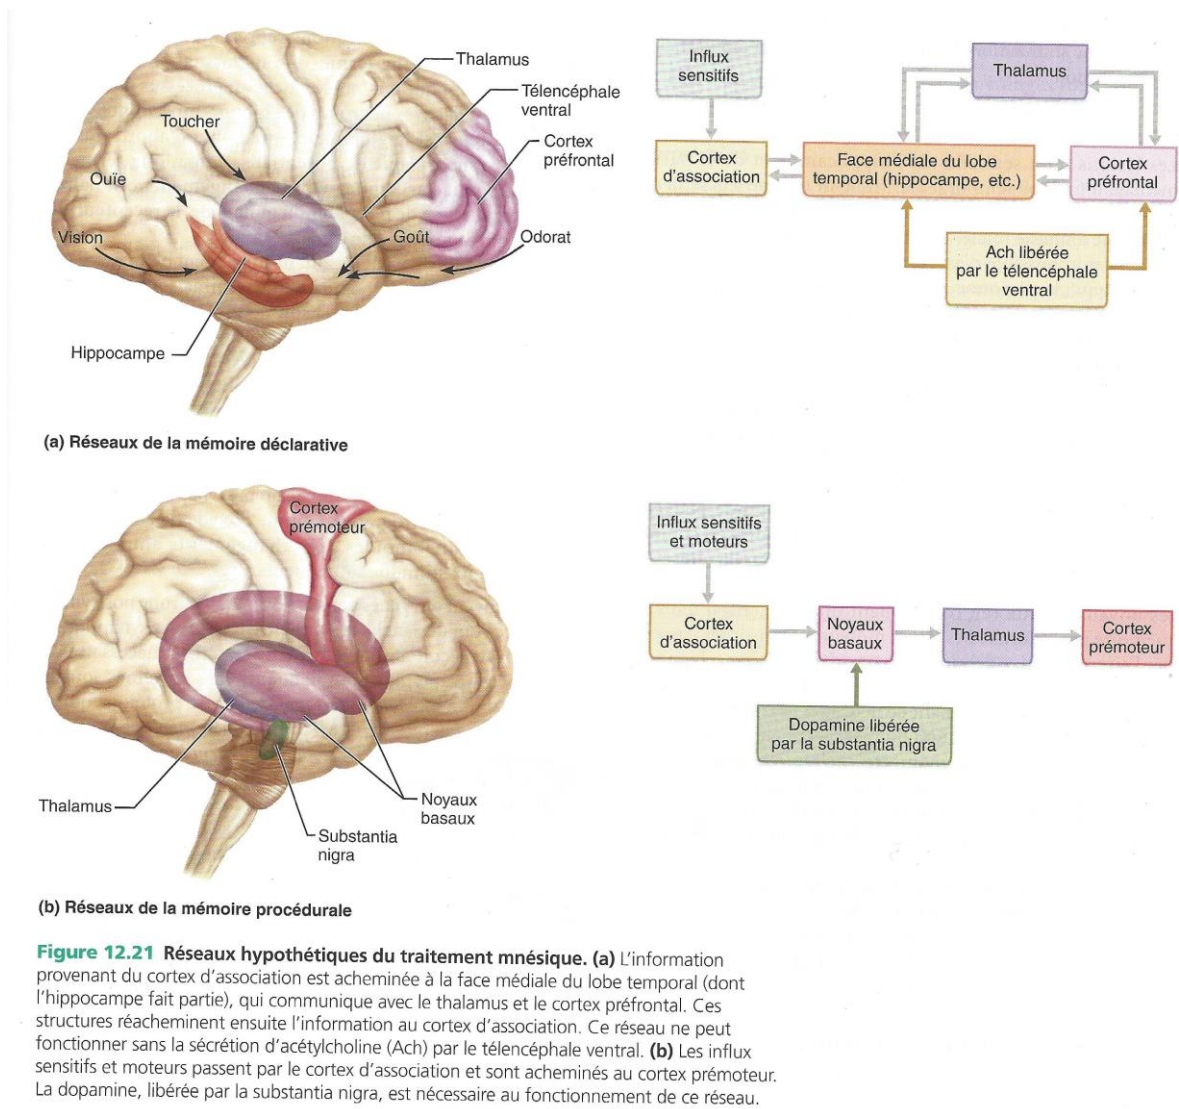 Thalamus
Télencéphale
ventral
Cortex
préfrontal
Toucher
Ouïe
Vision
Goût
Odorat
Hippocampe
Influx
sensitifs
Thalamus
Cortex
d'association
Face médiale du lobe
temporal (hippocampe, etc.)
Cortex
préfrontal
Ach libérée
par le télencéphale
ventral
(a) Réseaux de la mémoire déclarative
Cortex
prémoteur
Thalamus
Substantia
nigra
Noyaux
basaux
Influx sensitifs
et moteurs
Cortex
d'association
Noyaux
basaux
Thalamus
Cortex
prémoteur
Dopamine libérée
par la substantia nigra
(b) Réseaux de la mémoire procédurale
Figure 12.21 Réseaux hypothétiques du traitement mnésique. (a) L'information
provenant du cortex d'association est acheminée à la face médiale du lobe temporal (dont
l'hippocampe fait partie), qui communique avec le thalamus et le cortex préfrontal. Ces
structures réacheminent ensuite l'information au cortex d'association. Ce réseau ne peut
fonctionner sans la sécrétion d'acétylcholine (Ach) par le télencéphale ventral. (b) Les influx
sensitifs et moteurs passent par le cortex d'association et sont acheminés au cortex prémoteur.
La dopamine, libérée par la substantia nigra, est nécessaire au fonctionnement de ce réseau.